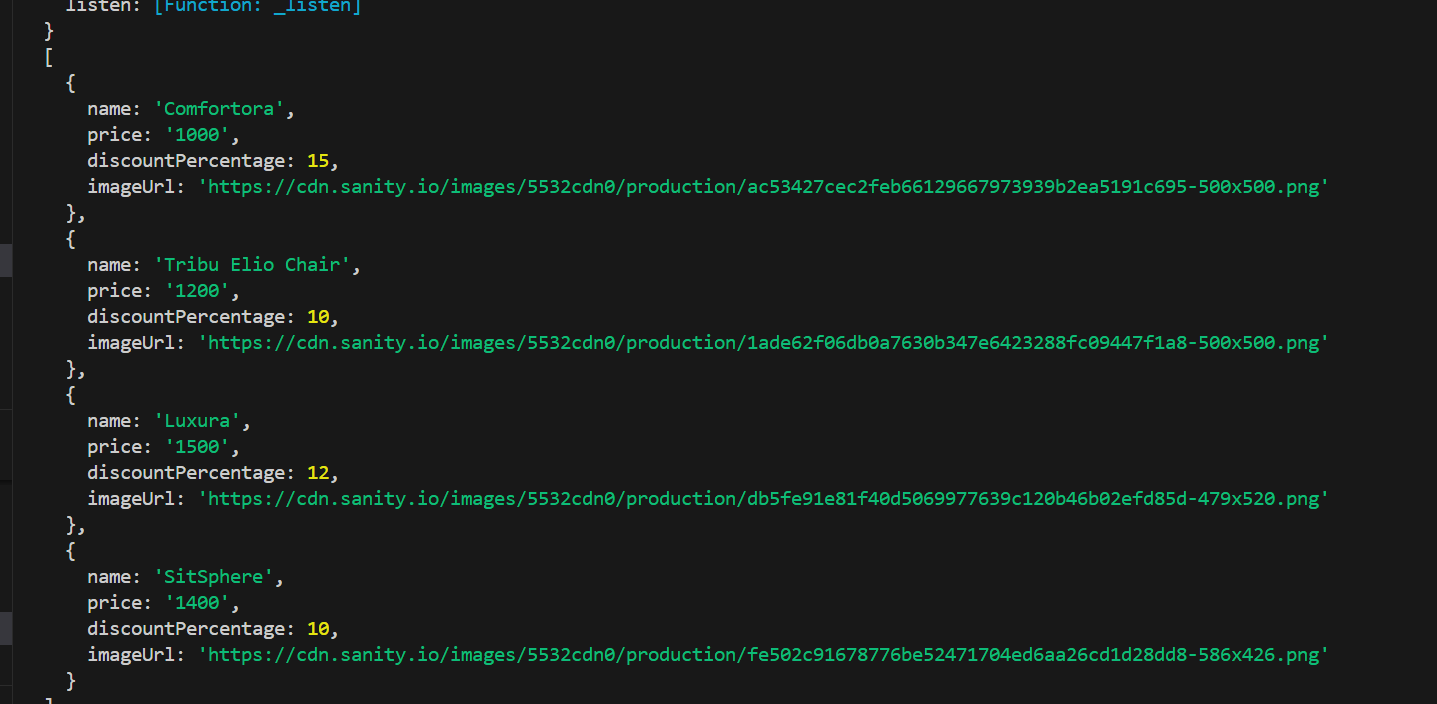 listen: [Function: _listen]
}
[
{
name: 'Comfortora',
price: '1000',
discountPercentage: 15,
imageUrl: 'https://cdn.sanity.io/images/5532cdn0/production/ac53427cec2feb66129667973939b2ea5191c695-500x500.png'
},
{
name: 'Tribu Elio Chair',
price: '1200',
discountPercentage: 10,
imageUrl: 'https://cdn.sanity.io/images/5532cdn0/production/1ade62f06db0a7630b347e6423288fc09447f1a8-500x500.png'
},
{
name: 'Luxura',
price: '1500',
discountPercentage: 12,
imageUrl: 'https://cdn.sanity.io/images/5532cdn0/production/db5fe91e81f40d5069977639c120b46b02efd85d-479x520.png'
},
{
name: 'SitSphere',
price: '1400',
discountPercentage: 10,
imageUrl: 'https://cdn.sanity.io/images/5532cdn0/production/fe502c91678776be52471704ed6aa26cd1d28dd8-586x426.png'
}
]